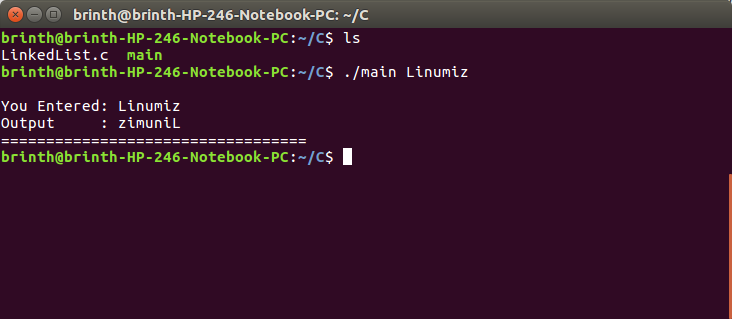 brinth@brinth-HP-246-Notebook-PC: ~/C
brinth@brinth-HP-246-Notebook-PC:~/C$ ls
LinkedList.c  main
brinth@brinth-HP-246-Notebook-PC:~/C$ ./main Linumiz
You Entered: Linumiz
Output     : zimuniL
==================================
brinth@brinth-HP-246-Notebook-PC:~/C$